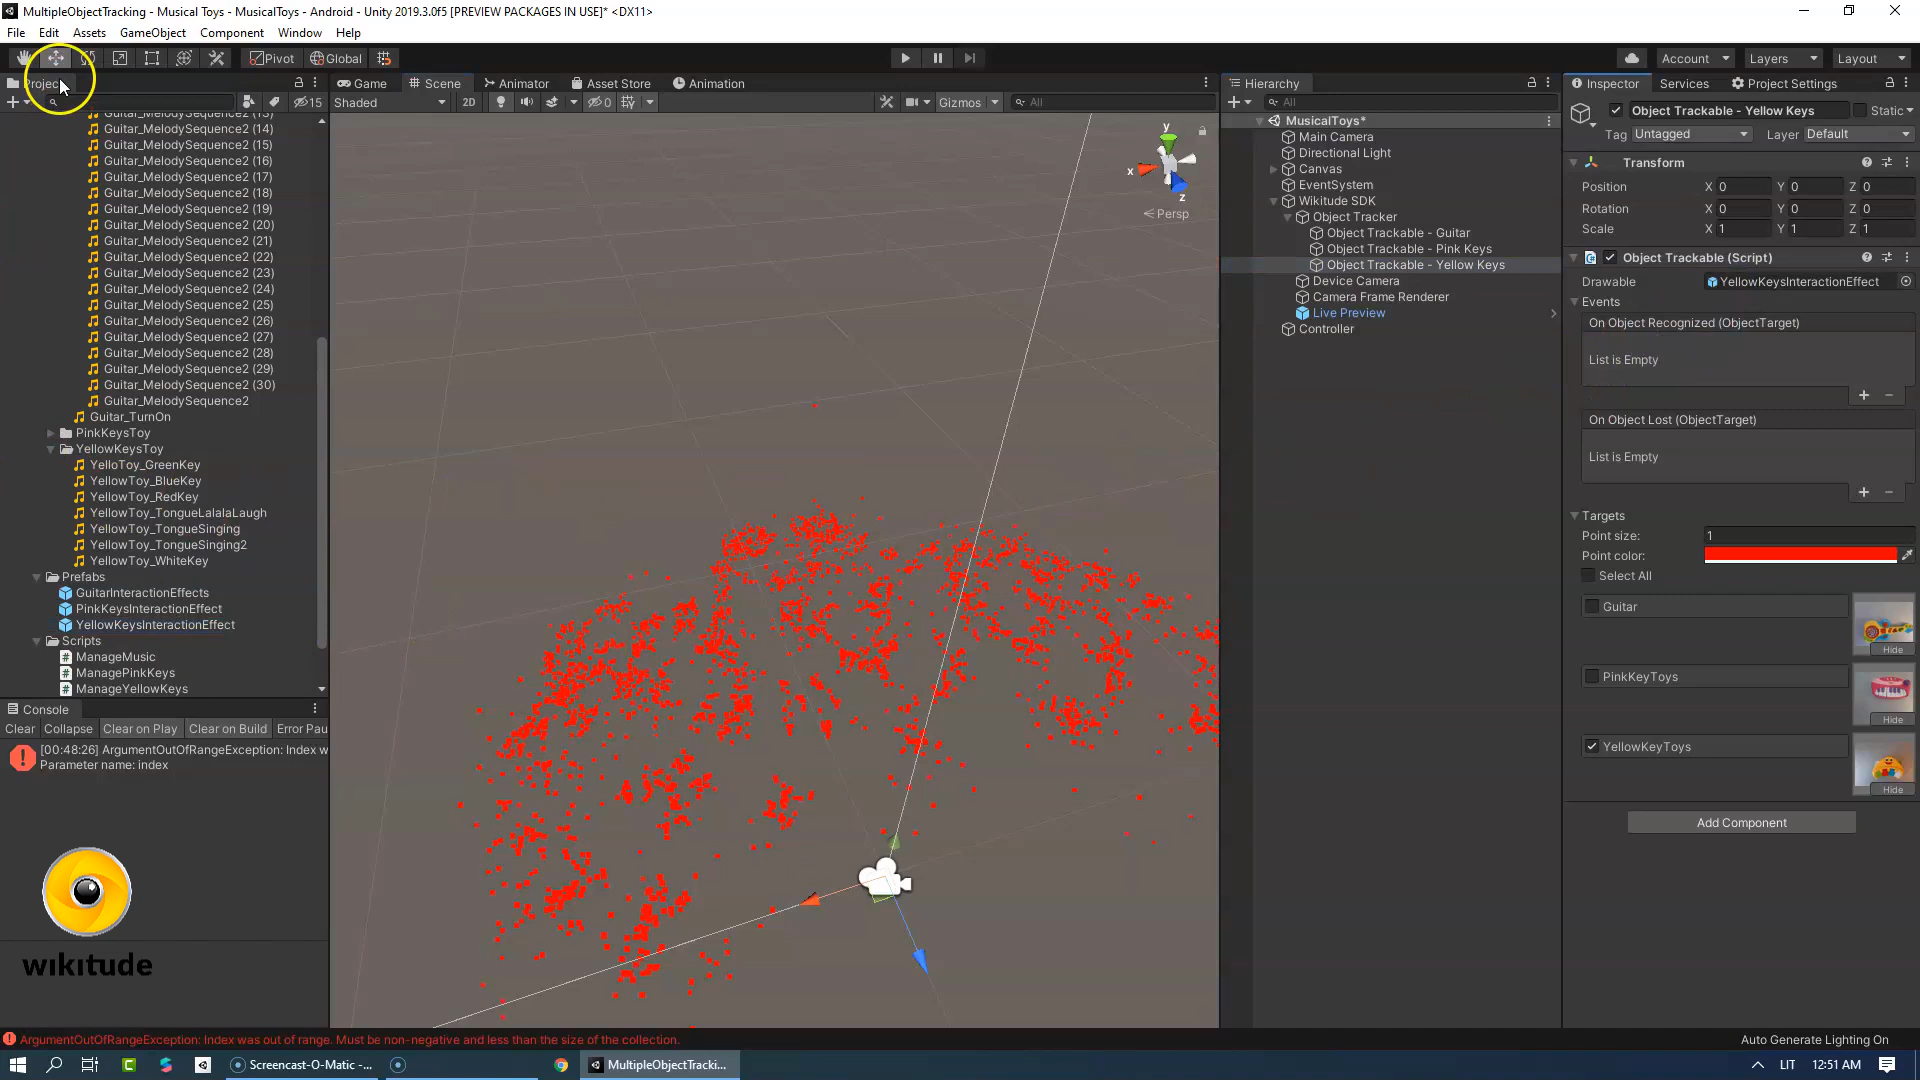 MultipleObjectTracking - Musical Toys - MusicalToys - Android - Unity 2019.3.0f5 [PREVIEW PACKAGES IN USE]* <DX11>
File Edit Assets GameObject Component Window Help
Pivot Global Account Layers Layout
Project Game Scene Animator Asset Store Animation Hierarchy Inspector Services Project Settings
15 Shaded 2D 0 Gizmos All All
Guitar_MelodySequence2 (13)
Guitar_MelodySequence2 (14)
Guitar_MelodySequence2 (15)
Guitar_MelodySequence2 (16)
Guitar_MelodySequence2 (17)
Guitar_MelodySequence2 (18)
Guitar_MelodySequence2 (19)
Guitar_MelodySequence2 (20)
Guitar_MelodySequence2 (21)
Guitar_MelodySequence2 (22)
Guitar_MelodySequence2 (23)
Guitar_MelodySequence2 (24)
Guitar_MelodySequence2 (25)
Guitar_MelodySequence2 (26)
Guitar_MelodySequence2 (27)
Guitar_MelodySequence2 (28)
Guitar_MelodySequence2 (29)
Guitar_MelodySequence2 (30)
Guitar_MelodySequence2
Guitar_TurnOn
PinkKeysToy
YellowKeysToy
YelloToy_GreenKey
YellowToy_BlueKey
YellowToy_RedKey
YellowToy_TongueLalalaLaugh
YellowToy_TongueSinging
YellowToy_TongueSinging2
YellowToy_WhiteKey
Prefabs
GuitarInteractionEffects
PinkKeysInteractionEffect
YellowKeysInteractionEffect
Scripts
ManageMusic
ManagePinkKeys
ManageYellowKeys
Console
Clear Collapse Clear on Play Clear on Build Error Pau
[00:48:26] ArgumentOutOfRangeException: Index w
Parameter name: index
wikitude
y
x
z
Persp
MusicalToys*
Main Camera
Directional Light
Canvas
EventSystem
Wikitude SDK
Object Tracker
Object Trackable - Guitar
Object Trackable - Pink Keys
Object Trackable - Yellow Keys
Device Camera
Camera Frame Renderer
Live Preview
Controller
Object Trackable - Yellow Keys Static
Tag Untagged Layer Default
Transform
Position X 0 Y 0 Z 0
Rotation X 0 Y 0 Z 0
Scale X 1 Y 1 Z 1
Object Trackable (Script)
Drawable YellowKeysInteractionEffect
Events
On Object Recognized (ObjectTarget)
List is Empty
On Object Lost (ObjectTarget)
List is Empty
Targets
Point size: 1
Point color:
Select All
Guitar
Hide
PinkKeyToys
Hide
YellowKeyToys
Hide
Add Component
ArgumentOutOfRangeException: Index was out of range. Must be non-negative and less than the size of the collection.
Auto Generate Lighting On
Screencast-O-Matic -... MultipleObjectTracki... LIT 12:51 AM